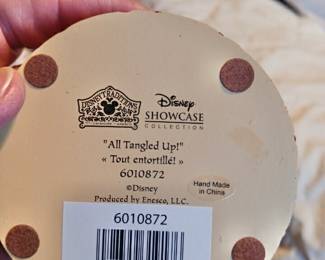 DISNEY TRADITIONS
Disney
SHOWCASE
COLLECTION
"All Tangled Up!"
« Tout entortillé! »
6010872
©Disney
Produced by Enesco, LLC.
Hand Made
in China
6010872